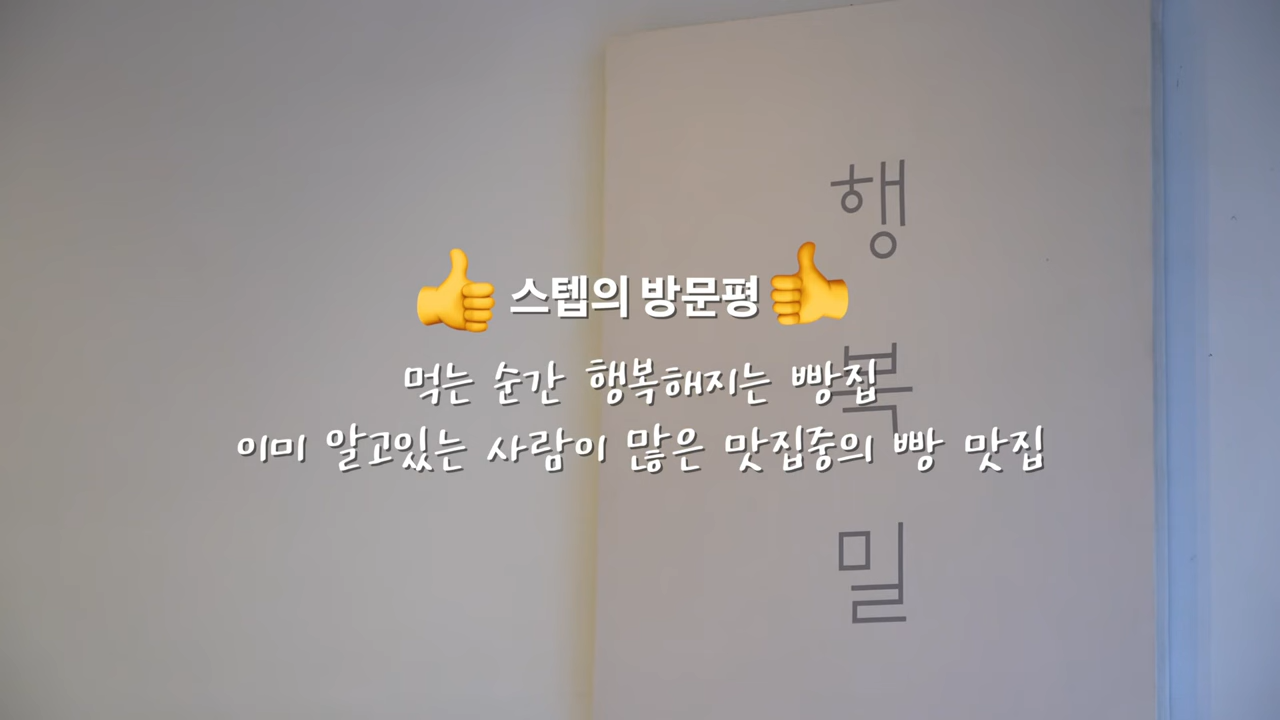 스텝의 방문평
먹는 순간 행복해지는 빵집
이미 알고있는 사람이 많은 맛집중의 빵 맛집
행
복
밀